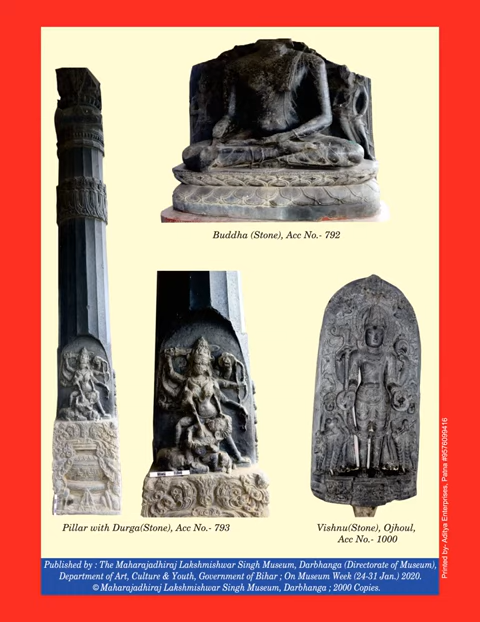 Buddha (Stone), Acc No.- 792
Pillar with Durga(Stone), Acc No.- 793
Vishnu(Stone), Ojhoul,
Acc No.- 1000
Printed by- Aditya Enterprises, Patna #9576099416
Published by : The Maharajadhiraj Lakshmishwar Singh Museum, Darbhanga (Directorate of Museum),
Department of Art, Culture & Youth, Government of Bihar ; On Museum Week (24-31 Jan.) 2020.
© Maharajadhiraj Lakshmishwar Singh Museum, Darbhanga ; 2000 Copies.